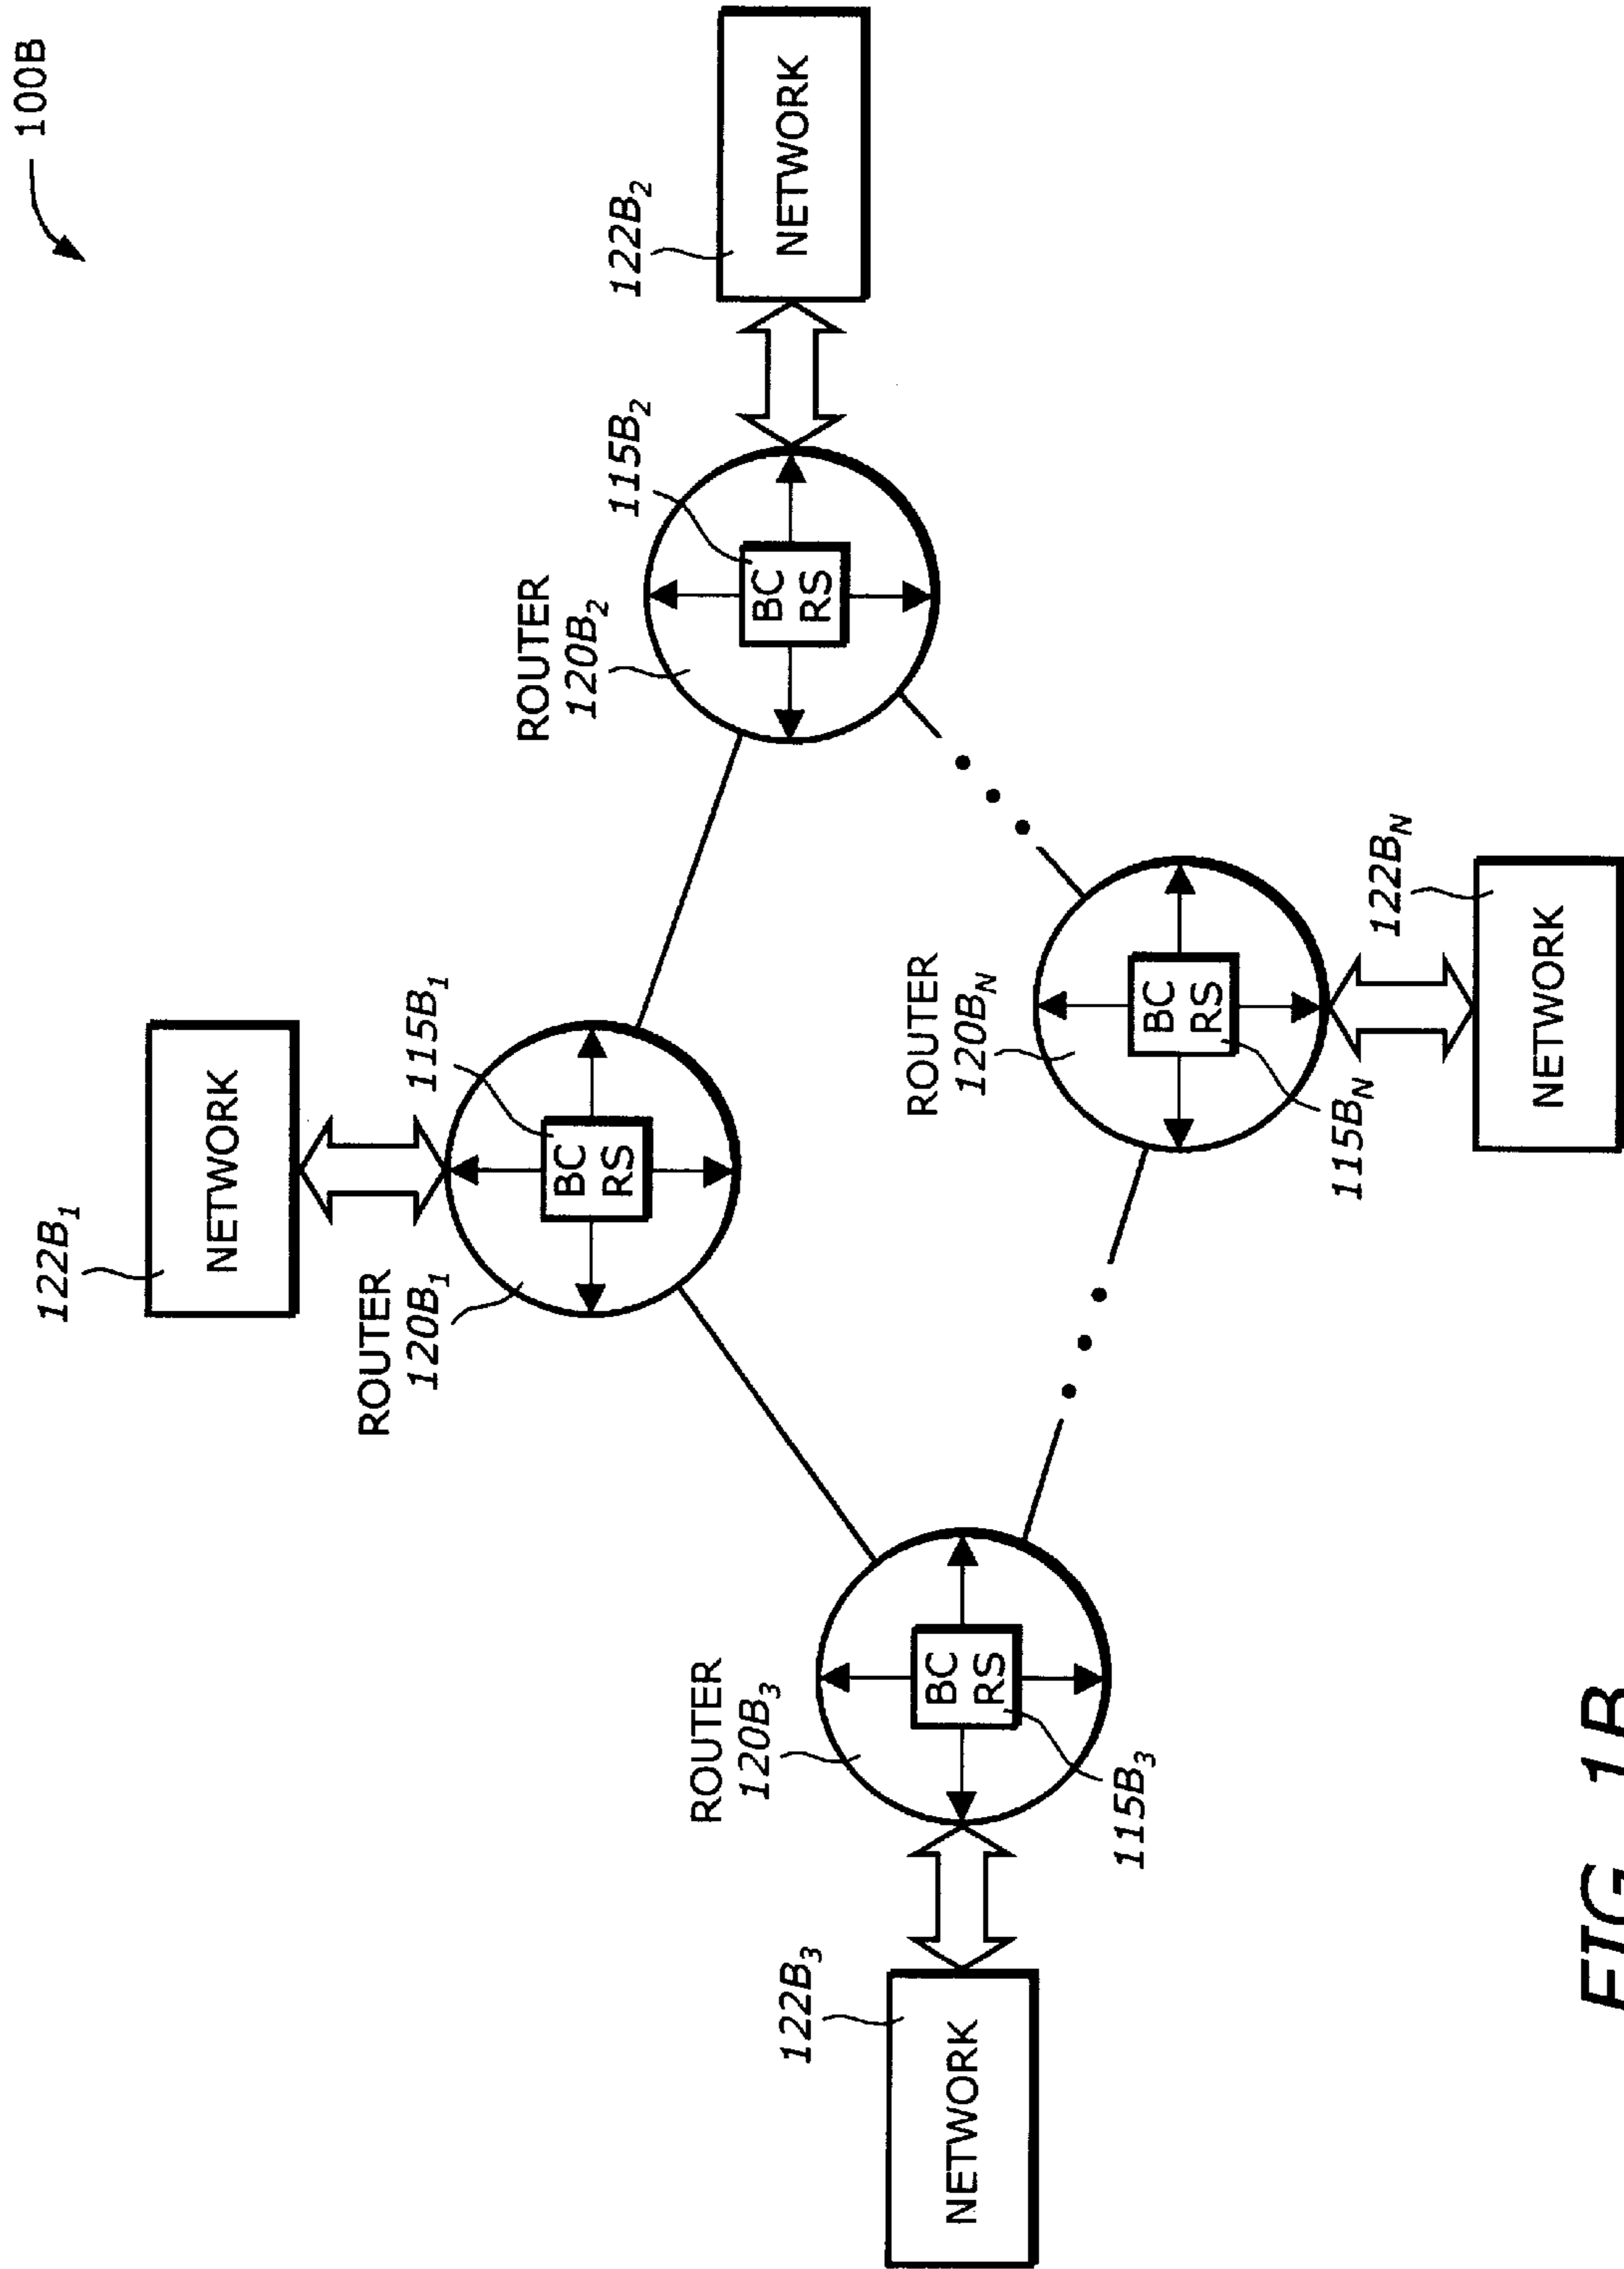 100B
122B1
NETWORK
ROUTER
120B1
115B1
BC
RS
ROUTER
120B2
115B2
BC
RS
122B2
NETWORK
122B3
NETWORK
ROUTER
120B3
BC
RS
115B3
ROUTER
120BN
BC
RS
115BN
122BN
NETWORK
FIG. 1B